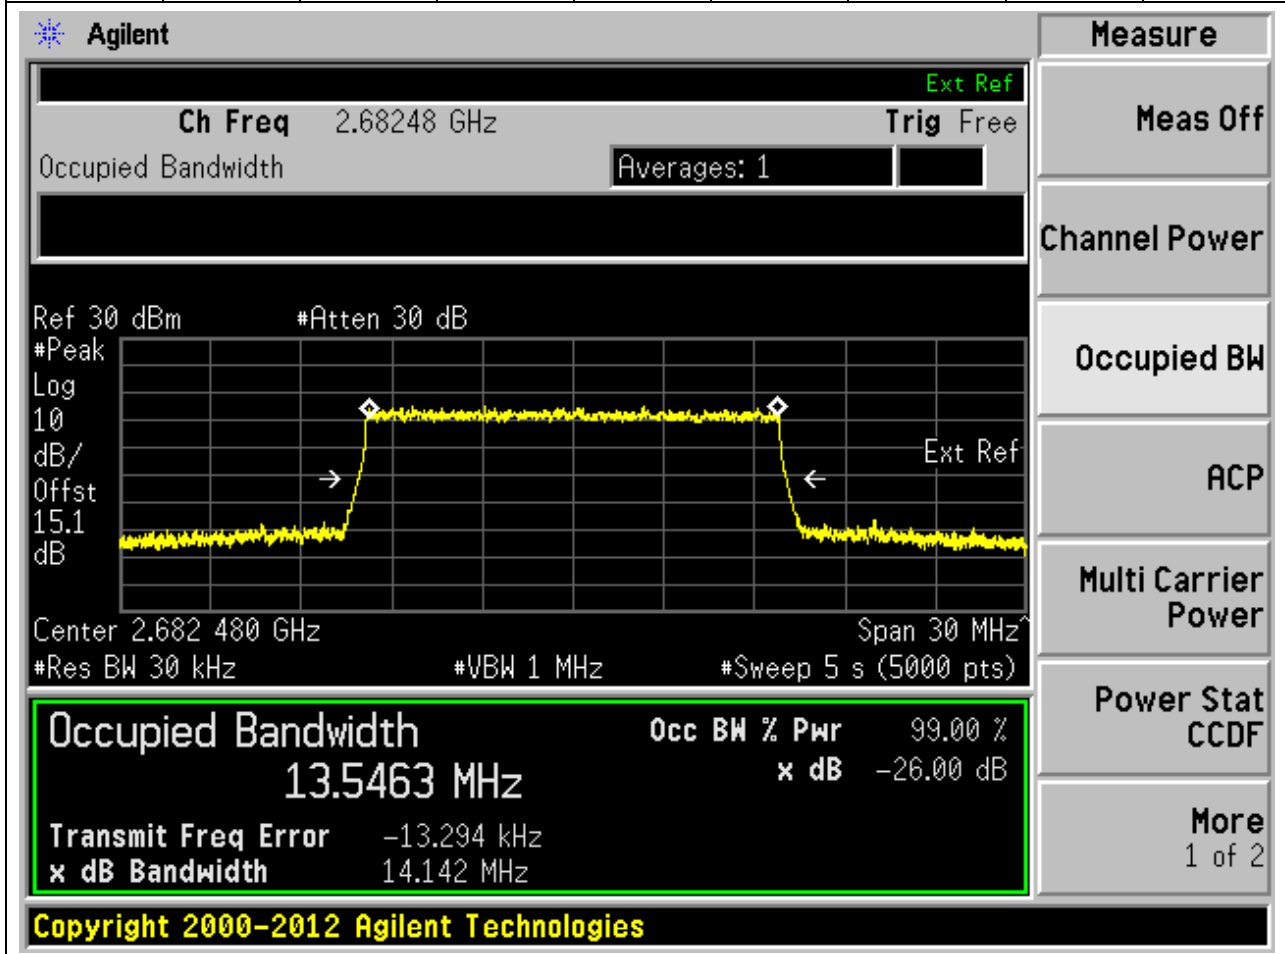 Agilent
Measure
Ext Ref
Ch Freq 2.68248 GHz Trig Free
Occupied Bandwidth Averages: 1
Meas Off
Channel Power
Occupied BW
ACP
Multi Carrier
Power
Power Stat
CCDF
More
1 of 2
Ref 30 dBm #Atten 30 dB
#Peak
Log
10
dB/
Offst
15.1
dB
Ext Ref
Center 2.682 480 GHz Span 30 MHz^
#Res BW 30 kHz #VBW 1 MHz #Sweep 5 s (5000 pts)
Occupied Bandwidth Occ BW % Pwr 99.00 %
13.5463 MHz x dB -26.00 dB
Transmit Freq Error -13.294 kHz
x dB Bandwidth 14.142 MHz
Copyright 2000-2012 Agilent Technologies